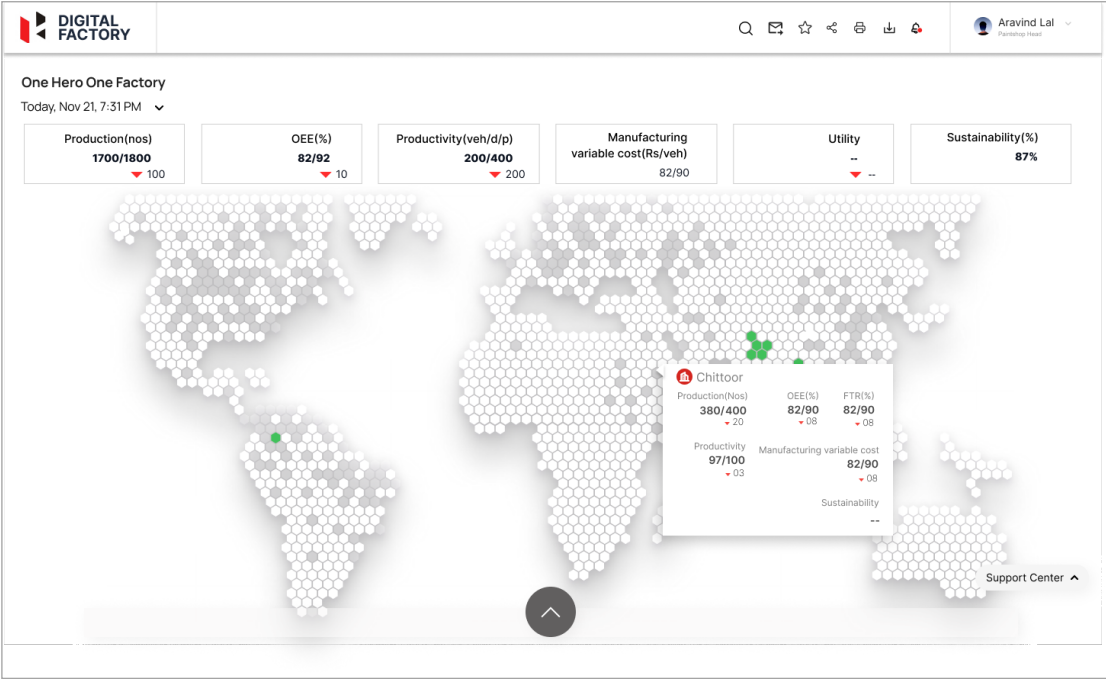 DIGITAL
FACTORY
Aravind Lal
Paintshop Head
One Hero One Factory
Today, Nov 21, 7:31 PM
Production(nos)
1700/1800
100
OEE(%)
82/92
10
Productivity(veh/d/p)
200/400
200
Manufacturing
variable cost(Rs/veh)
82/90
Utility
--
--
Sustainability(%)
87%
Chittoor
Production(Nos) OEE(%) FTR(%)
380/400 82/90 82/90
20 08 08
Productivity Manufacturing variable cost
97/100 82/90
03 08
Sustainability
--
Support Center